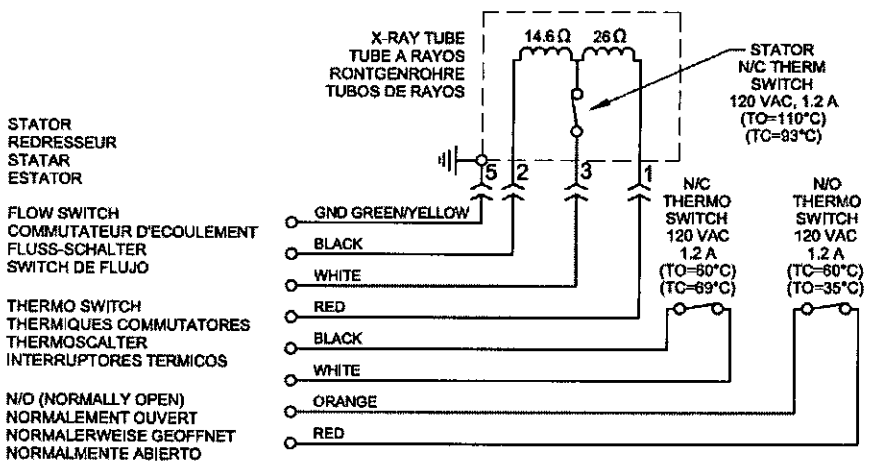 X-RAY TUBE
TUBE A RAYOS
RONTGENROHRE
TUBOS DE RAYOS
14.6 Ω
26 Ω
STATOR
N/C THERM
SWITCH
120 VAC, 1.2 A
(TO=110°C)
(TC=93°C)
STATOR
REDRESSEUR
STATAR
ESTATOR
5
2
3
1
FLOW SWITCH
COMMUTATEUR D'ECOULEMENT
FLUSS-SCHALTER
SWITCH DE FLUJO
THERMO SWITCH
THERMIQUES COMMUTATORES
THERMOSCALTER
INTERRUPTORES TERMICOS
N/O (NORMALLY OPEN)
NORMALEMENT OUVERT
NORMALERWEISE GEOFFNET
NORMALMENTE ABIERTO
GND GREEN/YELLOW
BLACK
WHITE
RED
BLACK
WHITE
ORANGE
RED
N/C
THERMO
SWITCH
120 VAC
1.2 A
(TO=60°C)
(TC=69°C)
N/O
THERMO
SWITCH
120 VAC
1.2 A
(TC=60°C)
(TO=35°C)